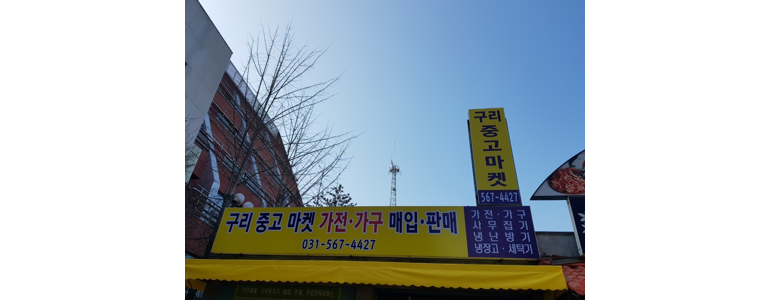 구리
중고마켓
567-4427
구리 중고 마켓 가전·가구 매입·판매
031-567-4427
가전·가구
사무집기
냉난방기
냉장고·세탁기